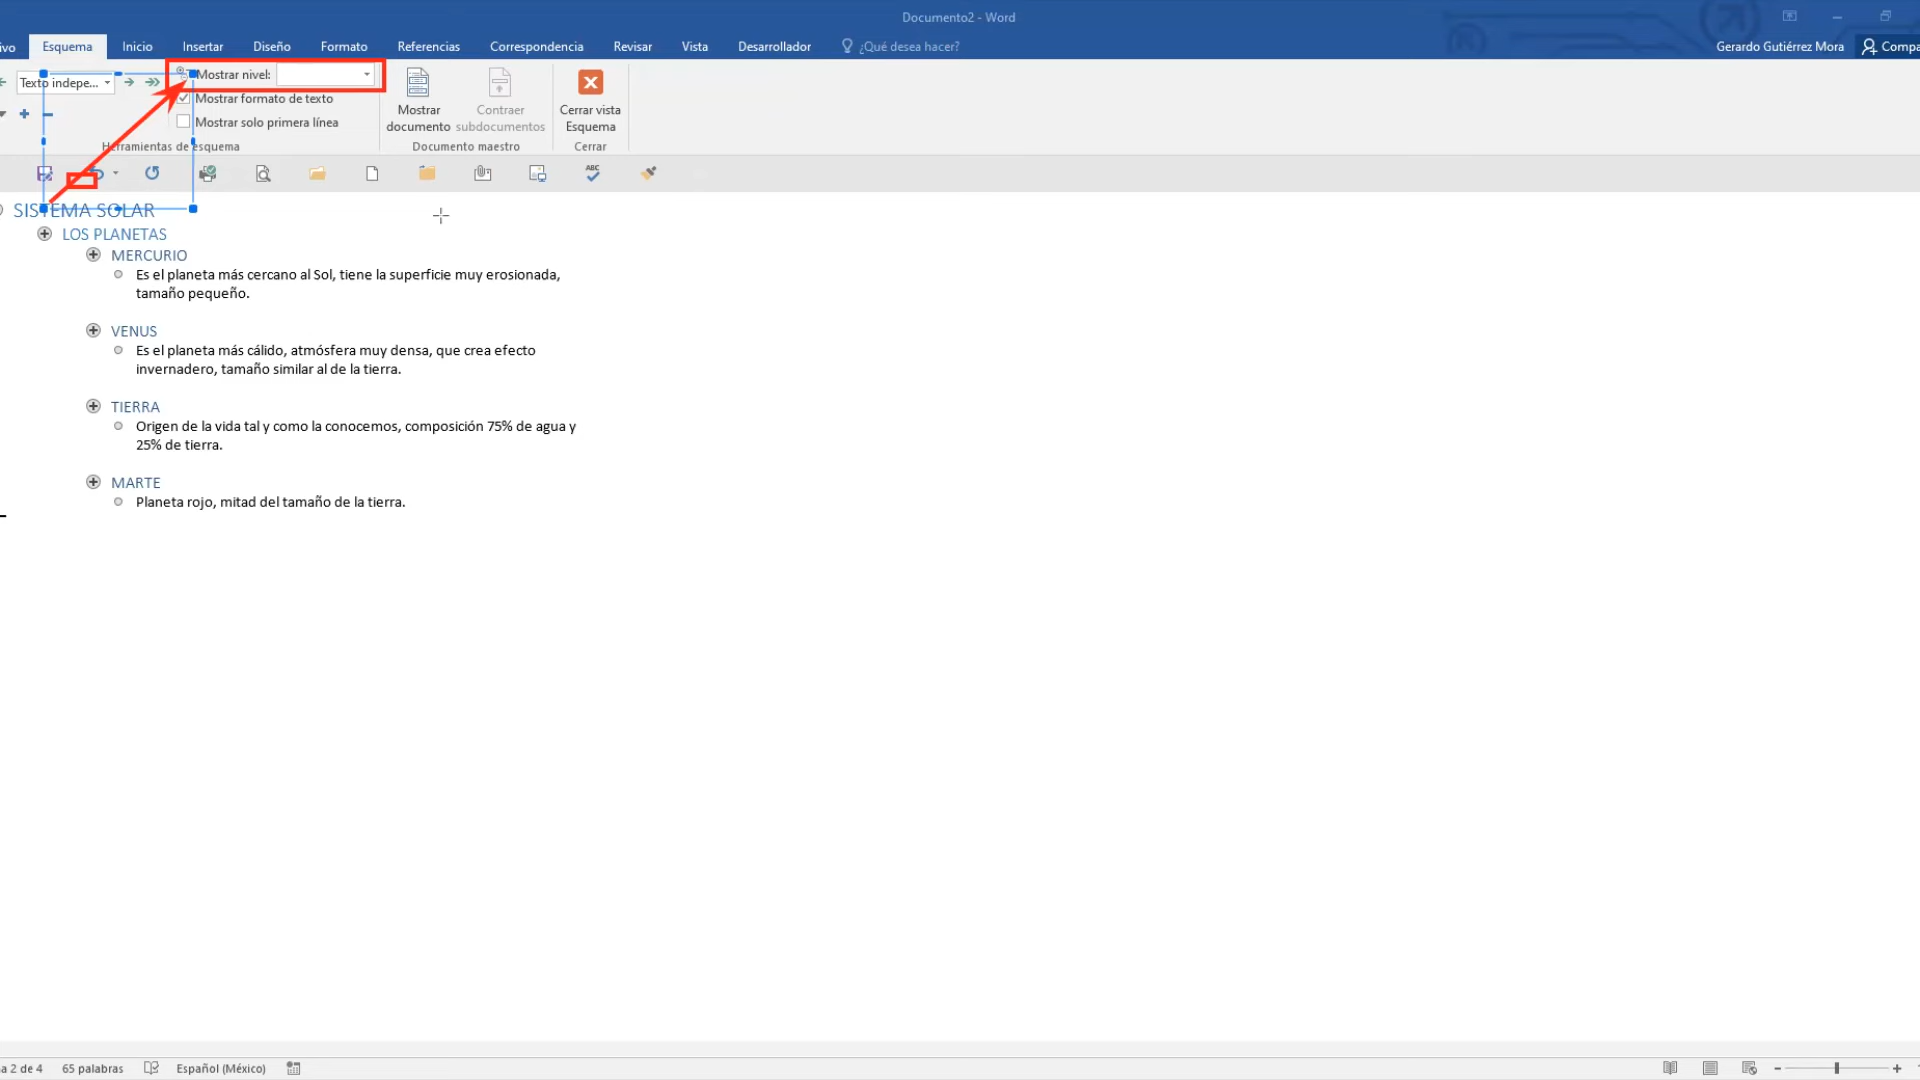 Documento2 - Word
ivo Esquema Inicio Insertar Diseño Formato Referencias Correspondencia Revisar Vista Desarrollador ¿Qué desea hacer? Gerardo Gutiérrez Mora Compa
Texto indepe... Mostrar nivel:
Mostrar formato de texto
Mostrar solo primera línea
Herramientas de esquema
Mostrar documento
Contraer subdocumentos
Documento maestro
Cerrar vista Esquema
Cerrar
ABC
SISTEMA SOLAR
LOS PLANETAS
MERCURIO
Es el planeta más cercano al Sol, tiene la superficie muy erosionada,
tamaño pequeño.
VENUS
Es el planeta más cálido, atmósfera muy densa, que crea efecto
invernadero, tamaño similar al de la tierra.
TIERRA
Origen de la vida tal y como la conocemos, composición 75% de agua y
25% de tierra.
MARTE
Planeta rojo, mitad del tamaño de la tierra.
a 2 de 4 65 palabras Español (México)